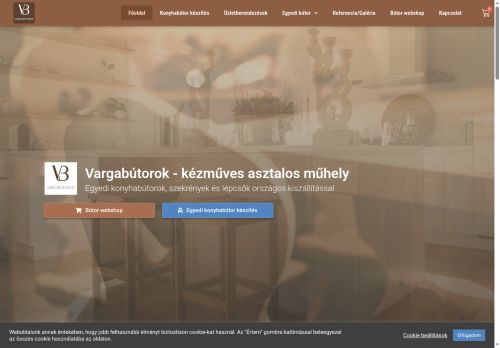 VB
VARGABÚTOROK
Főoldal
Konyhabútor készítés
Üzletberendezések
Egyedi bútor
Referencia/Galéria
Bútor webshop
Kapcsolat
VB
VARGABÚTOROK
Vargabútorok - kézműves asztalos műhely
Egyedi konyhabútorok, szekrények és lépcsők országos kiszállítással
Bútor webshop
Egyedi konyhabútor készítés
Weboldalunk annak érdekében, hogy jobb felhasználói élményt biztosítson cookie-kat használ. Az "Értem" gombra kattintással beleegyezel
az összes cookie használatába az oldalon.
Cookie beállítások
Elfogadom